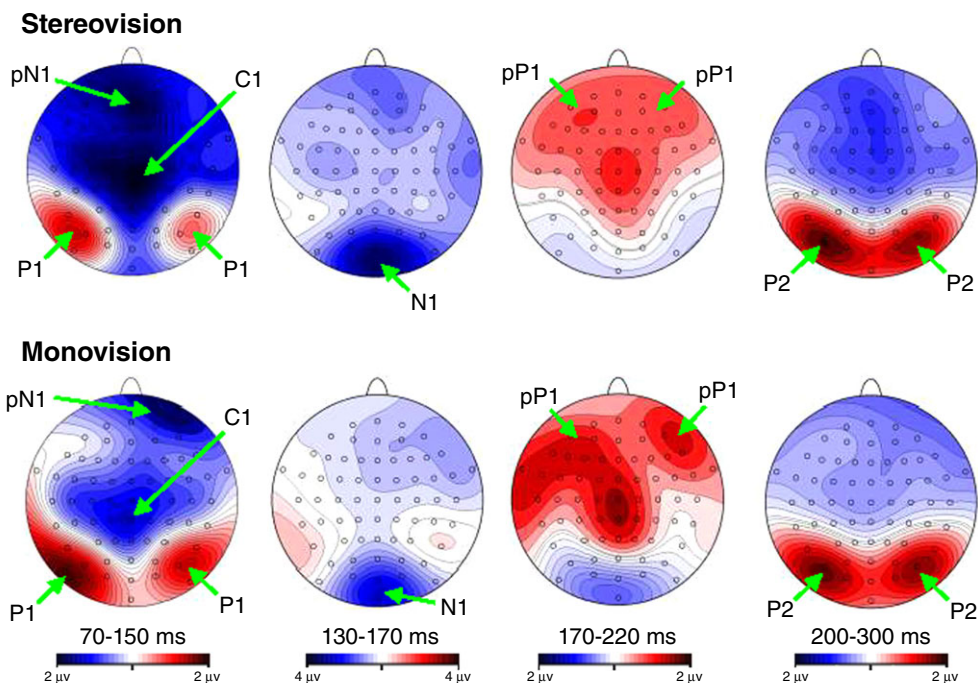 Stereovision
pN1
C1
pP1
pP1
P1
P1
N1
P2
P2
Monovision
pN1
C1
pP1
pP1
P1
P1
N1
P2
P2
70-150 ms
130-170 ms
170-220 ms
200-300 ms
2 μv 2 μv
4 μv 4 μv
2 μv 2 μv
2 μv 2 μv